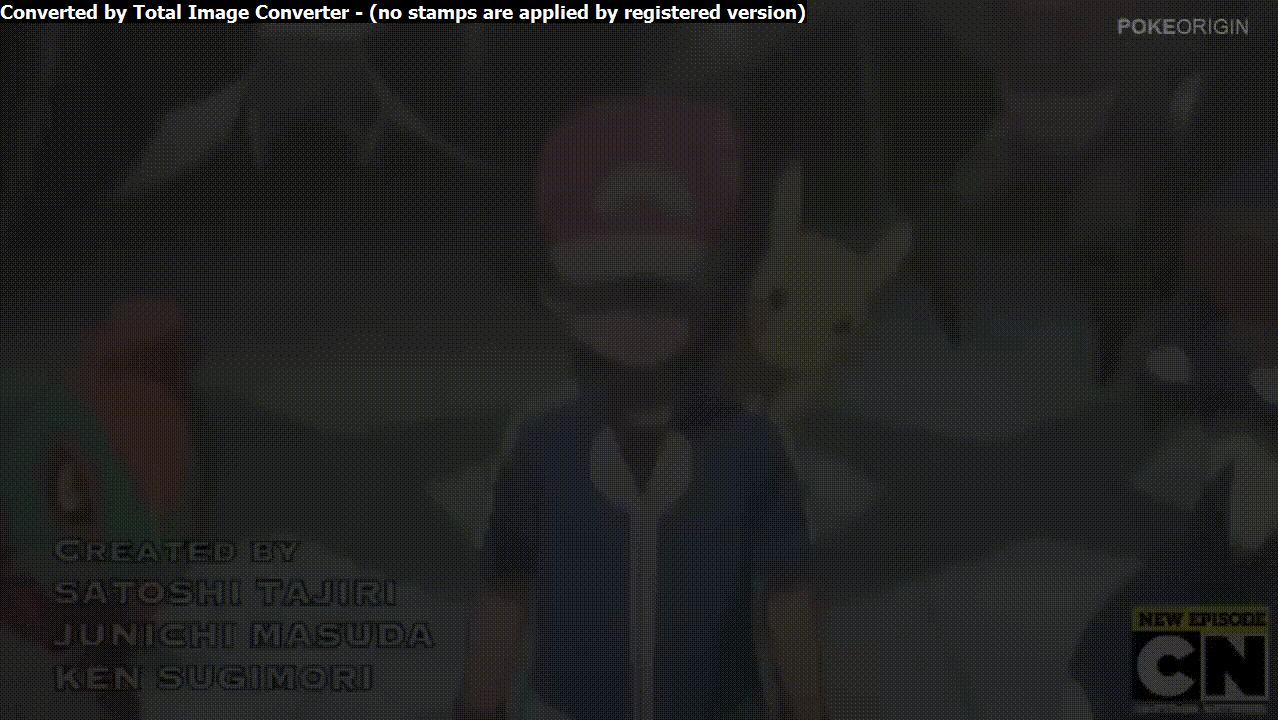 Converted by Total Image Converter - (no stamps are applied by registered version)
POKEORIGIN
CREATED BY
SATOSHI TAJIRI
JUNICHI MASUDA
KEN SUGIMORI
NEW EPISODE
CN